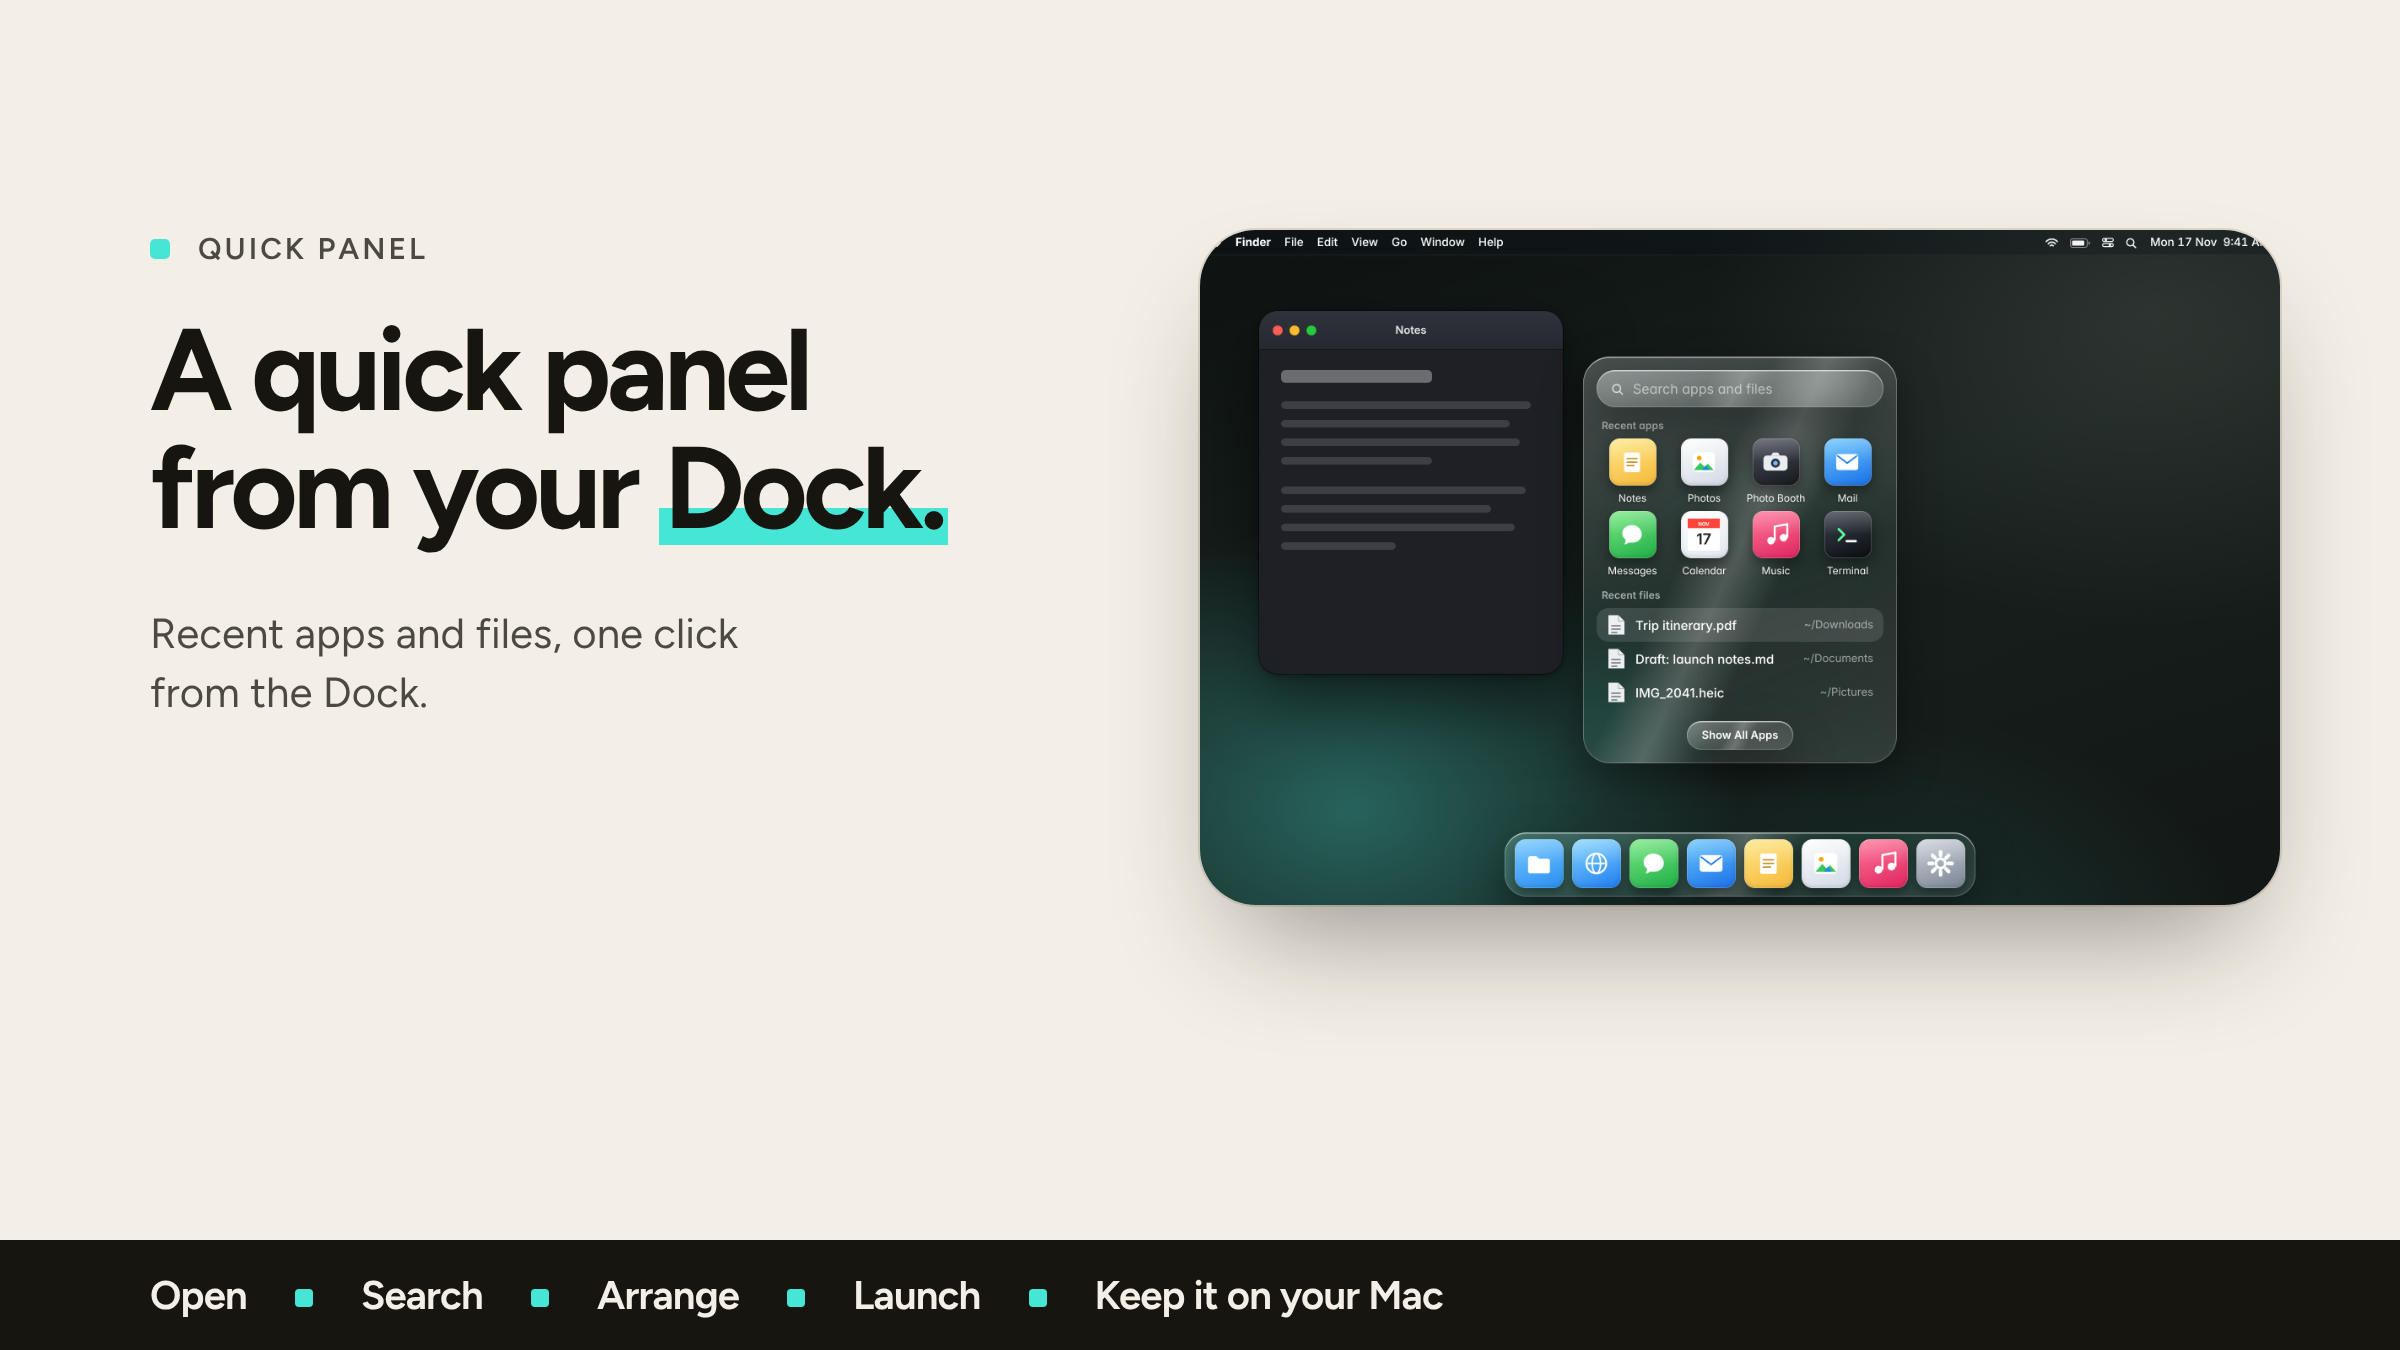 QUICK PANEL
A quick panel
from your Dock.
Recent apps and files, one click
from the Dock.
Finder File Edit View Go Window Help
Mon 17 Nov 9:41
Notes
Search apps and files
Recent apps
Notes Photos Photo Booth Mail
NOV
17
Messages Calendar Music Terminal
Recent files
Trip itinerary.pdf ~/Downloads
Draft: launch notes.md ~/Documents
IMG_2041.heic ~/Pictures
Show All Apps
Open Search Arrange Launch Keep it on your Mac